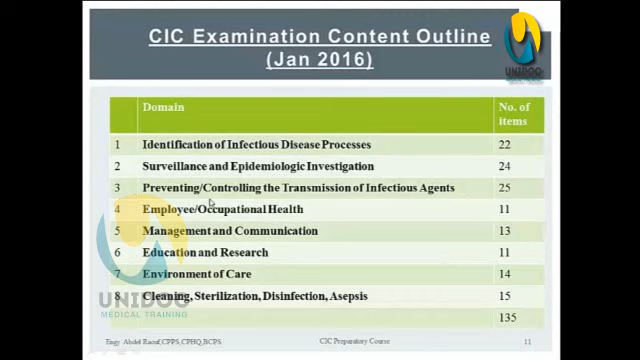 CIC Examination Content Outline
(Jan 2016)
UNIDOC
Domain No. of
items
1 Identification of Infectious Disease Processes 22
2 Surveillance and Epidemiologic Investigation 24
3 Preventing/Controlling the Transmission of Infectious Agents 25
4 Employee/Occupational Health 11
5 Management and Communication 13
6 Education and Research 11
7 Environment of Care 14
8 Cleaning, Sterilization, Disinfection, Asepsis 15
135
UNIDOC
MEDICAL TRAINING
Engy Abdel Raouf,CPPS,CPHQ,BCPS CIC Preparatory Course 11